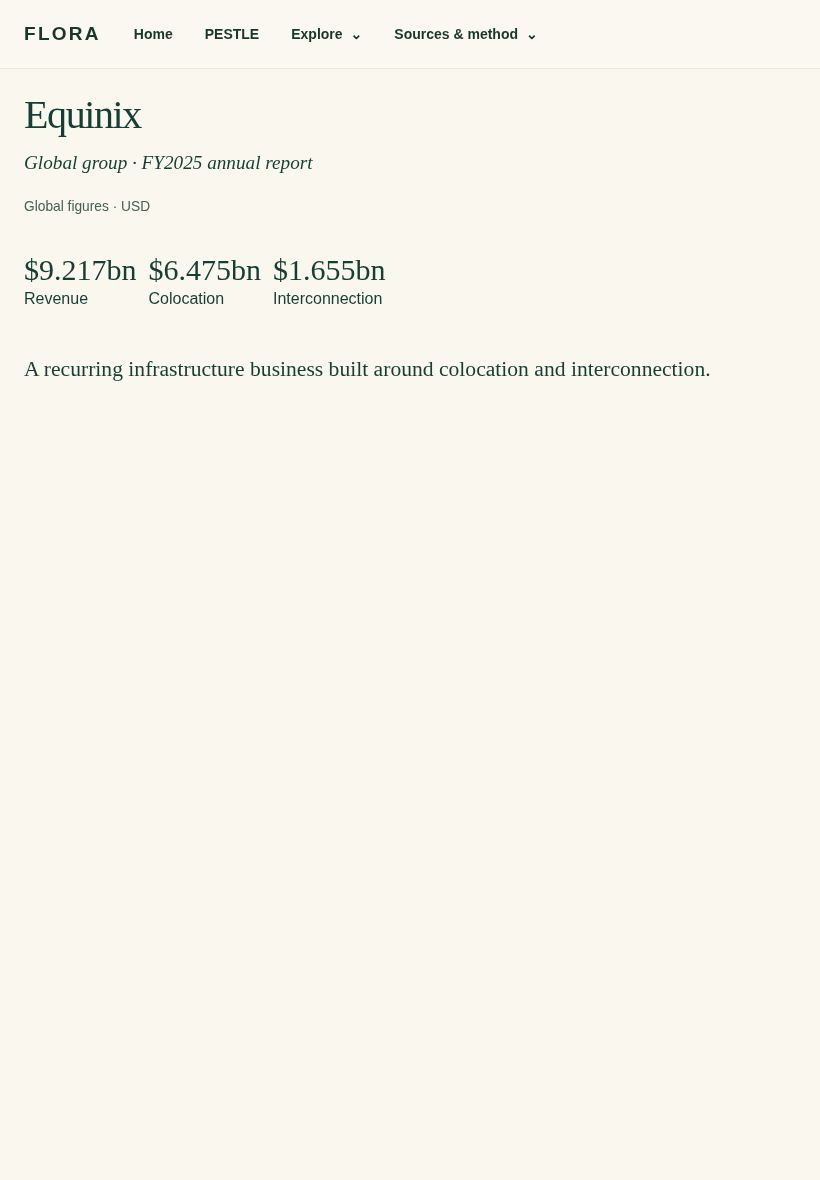 FLORA Home PESTLE Explore Sources & method
Equinix
Global group · FY2025 annual report
Global figures · USD
$9.217bn $6.475bn $1.655bn
Revenue Colocation Interconnection
A recurring infrastructure business built around colocation and interconnection.